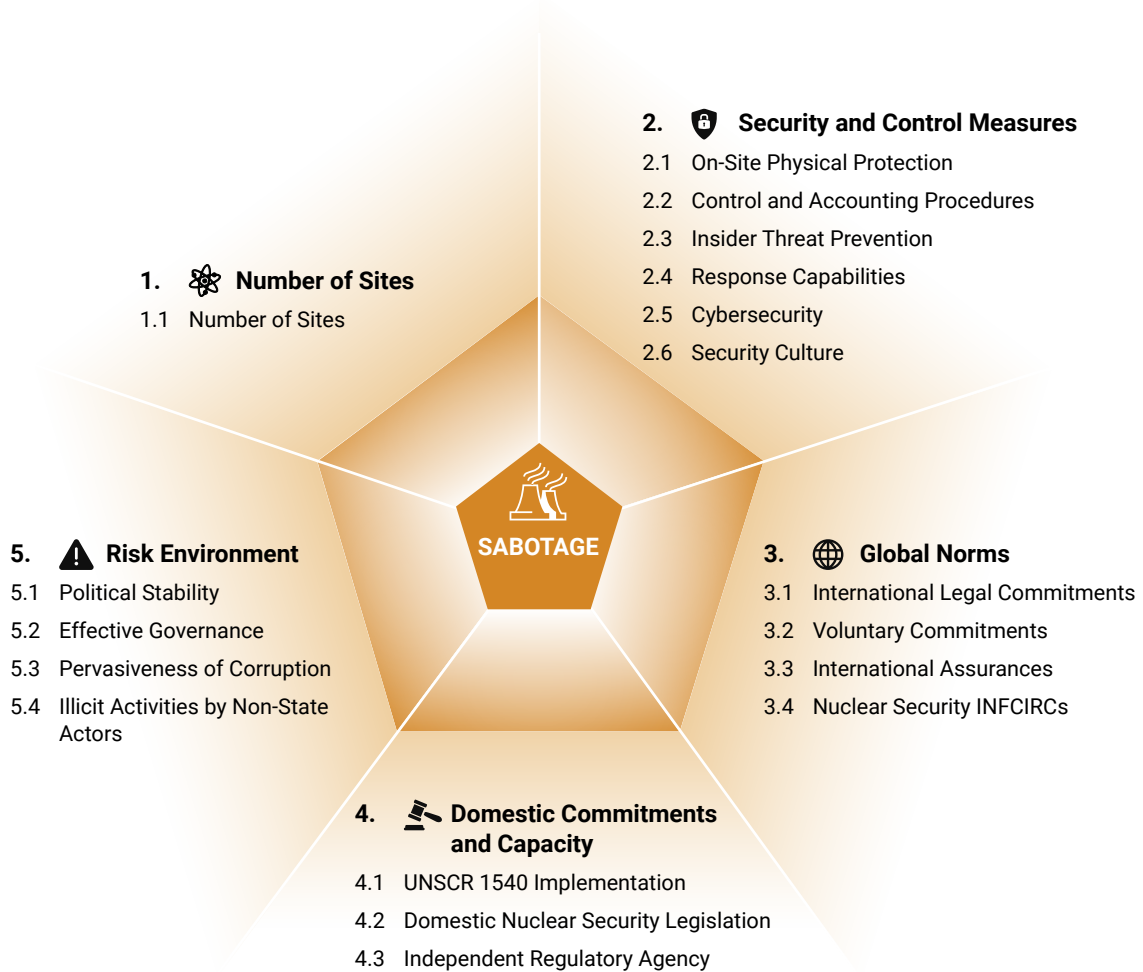 1. Number of Sites
1.1 Number of Sites
2. Security and Control Measures
2.1 On-Site Physical Protection
2.2 Control and Accounting Procedures
2.3 Insider Threat Prevention
2.4 Response Capabilities
2.5 Cybersecurity
2.6 Security Culture
SABOTAGE
3. Global Norms
3.1 International Legal Commitments
3.2 Voluntary Commitments
3.3 International Assurances
3.4 Nuclear Security INFCIRCs
4. Domestic Commitments
and Capacity
4.1 UNSCR 1540 Implementation
4.2 Domestic Nuclear Security Legislation
4.3 Independent Regulatory Agency
5. Risk Environment
5.1 Political Stability
5.2 Effective Governance
5.3 Pervasiveness of Corruption
5.4 Illicit Activities by Non-State
Actors